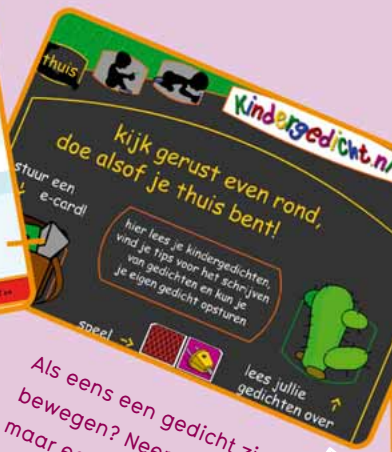 thuis
kindergedicht.nl
kijk gerust even rond,
doe alsof je thuis bent!
stuur een
e-card!
hier lees je kindergedichten,
vind je tips voor het schrijven
van gedichten en kun je
je eigen gedicht opsturen
speel
lees jullie
gedichten over
Als eens een gedicht
bewegen?
maar